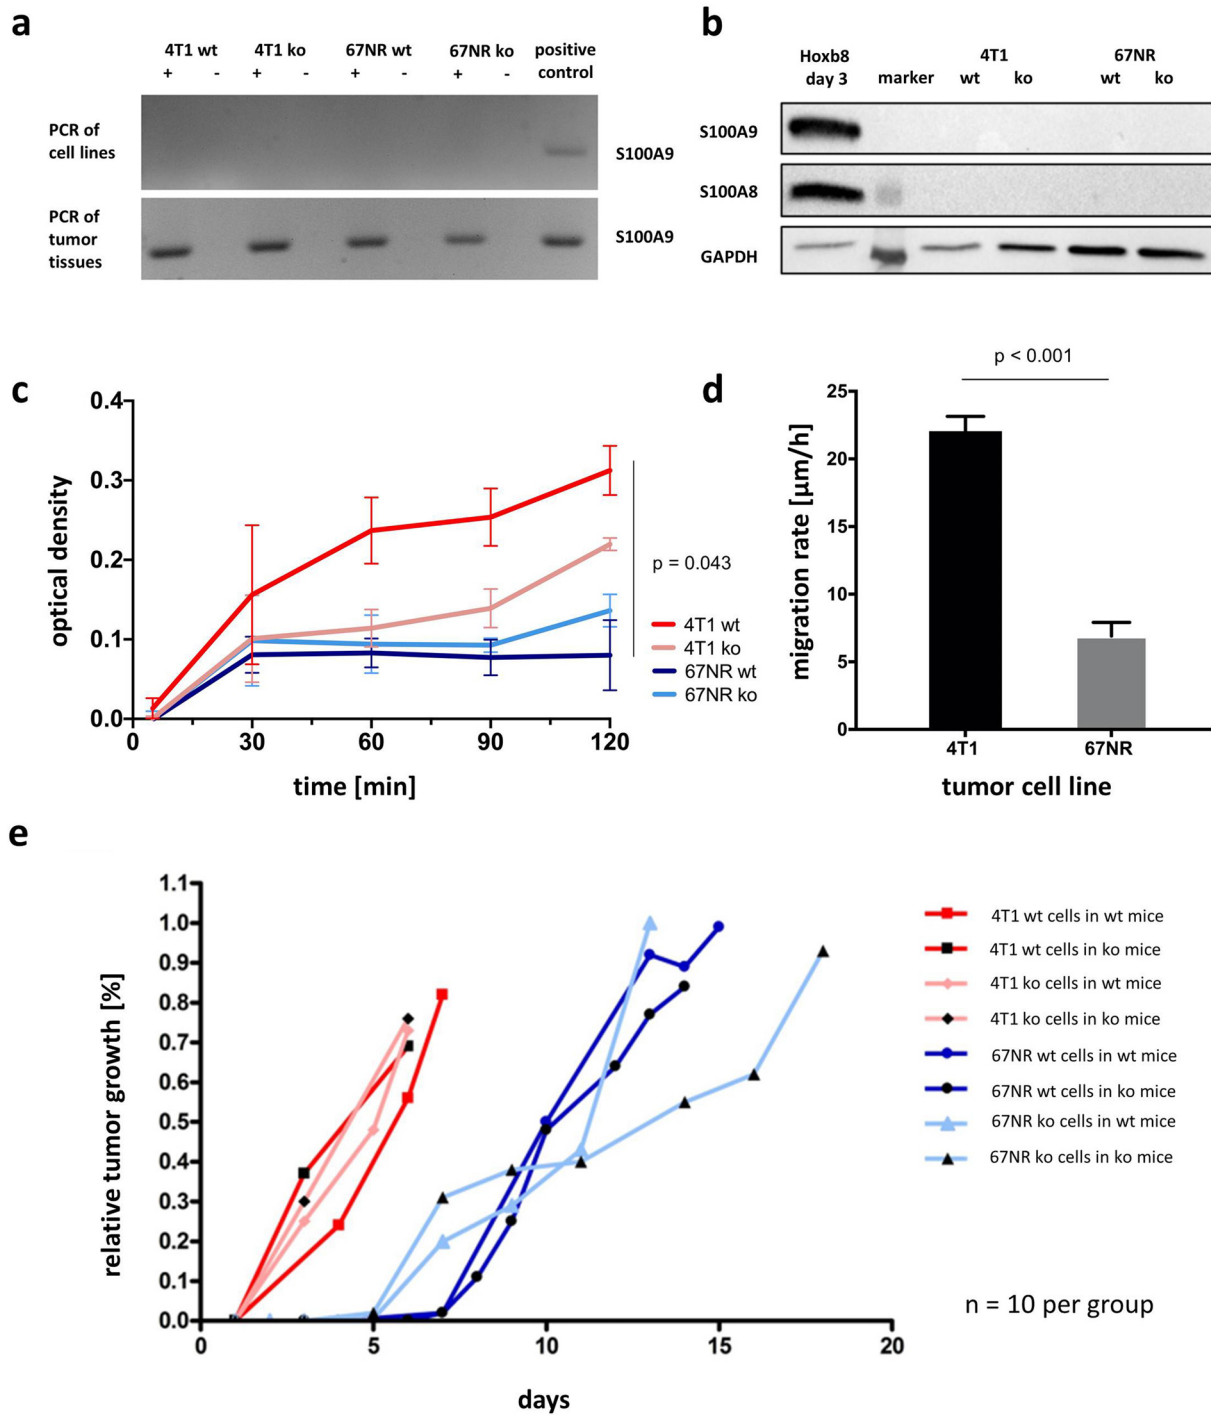 a
4T1 wt 4T1 ko 67NR wt 67NR ko positive
+ - + - + - + - control
PCR of
cell lines
S100A9
PCR of
tumor
tissues
S100A9
b
Hoxb8 4T1 67NR
day 3 marker wt ko wt ko
S100A9
S100A8
GAPDH
c
optical density
0.4
0.3
0.2
0.1
0.0
0 30 60 90 120
time [min]
p = 0.043
4T1 wt
4T1 ko
67NR wt
67NR ko
d
p < 0.001
migration rate [µm/h]
25
20
15
10
5
0
4T1 67NR
tumor cell line
e
relative tumor growth [%]
1.1
1.0
0.9
0.8
0.7
0.6
0.5
0.4
0.3
0.2
0.1
0.0
0 5 10 15 20
days
4T1 wt cells in wt mice
4T1 wt cells in ko mice
4T1 ko cells in wt mice
4T1 ko cells in ko mice
67NR wt cells in wt mice
67NR wt cells in ko mice
67NR ko cells in wt mice
67NR ko cells in ko mice
n = 10 per group